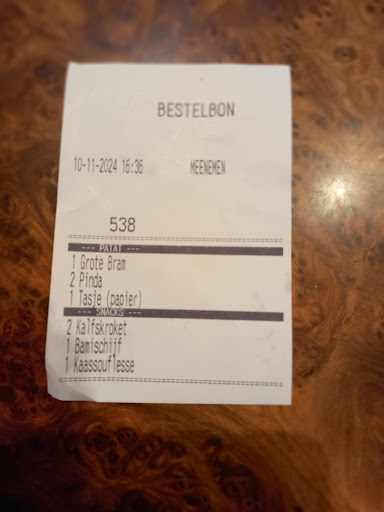 BESTELBON
10-11-2024 16:36 MEENEMEN
538
--- PATAT ---
1 Grote Bram
2 Pinda
1 Tasje (papier)
--- SNACKS ---
2 Kalfskroket
1 Bamischijf
1 Kaassouflesse